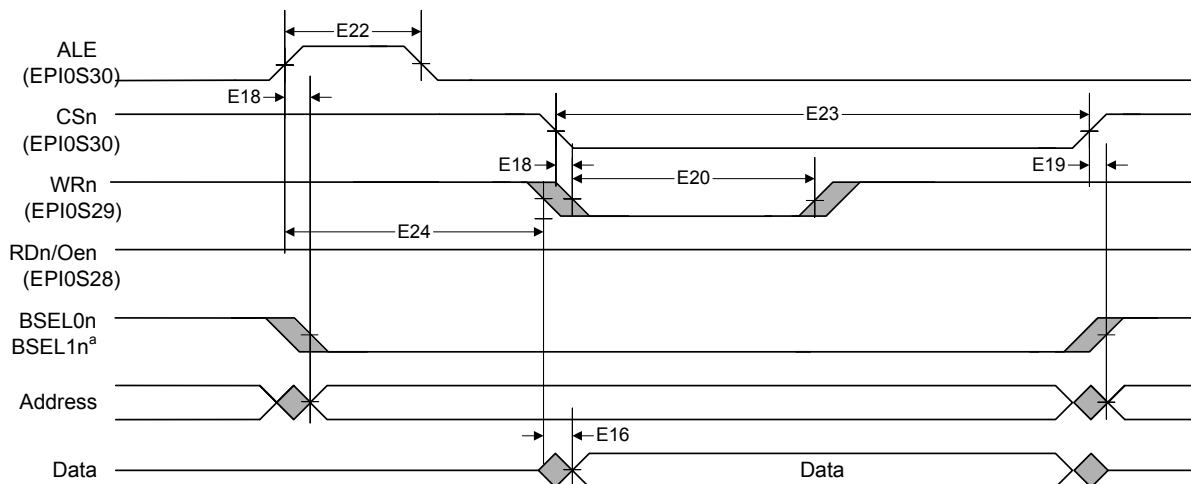 E22
ALE
(EPI0S30)
E18
CSn
(EPI0S30)
E23
E18
E20
E19
WRn
(EPI0S29)
E24
RDn/Oen
(EPI0S28)
BSEL0n
BSEL1nª
Address
E16
Data
Data